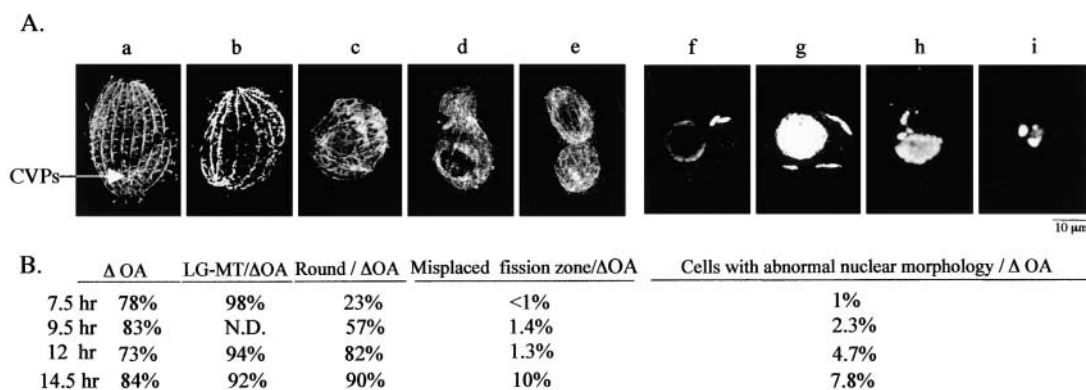 A.
a b c d e f g h i
CVPs
10 μm
B.
Δ OA LG-MT/ΔOA Round / ΔOA Misplaced fission zone/ΔOA Cells with abnormal nuclear morphology / Δ OA
7.5 hr 78% 98% 23% <1% 1%
9.5 hr 83% N.D. 57% 1.4% 2.3%
12 hr 73% 94% 82% 1.3% 4.7%
14.5 hr 84% 92% 90% 10% 7.8%